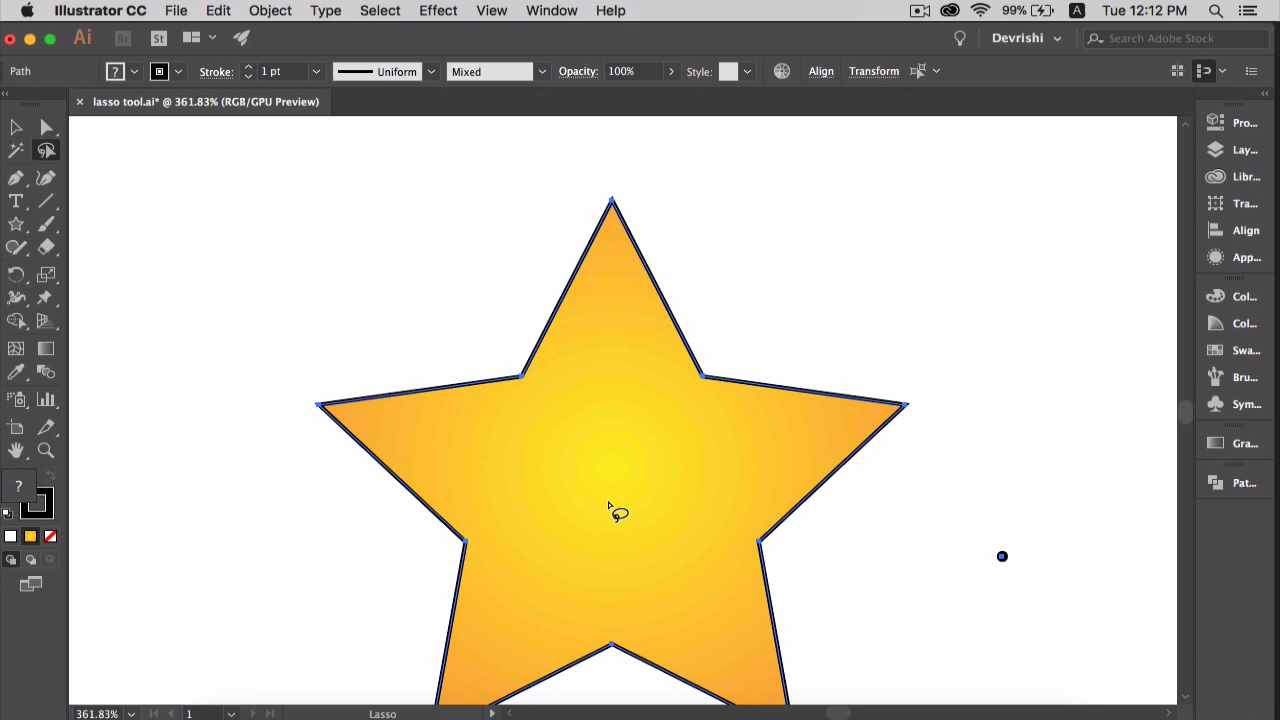 Illustrator CC File Edit Object Type Select Effect View Window Help 99% A Tue 12:12 PM
Ai Br St Devrishi Search Adobe Stock
Path ? Stroke: 1 pt Uniform Mixed Opacity: 100% Style: Align Transform
lasso tool.ai* @ 361.83% (RGB/GPU Preview)
Pro...
Lay...
Libr...
Tra...
Align
App...
Col...
Col...
Swa...
Bru...
Sym...
Gra...
Pat...
T
?
361.83% 1 Lasso